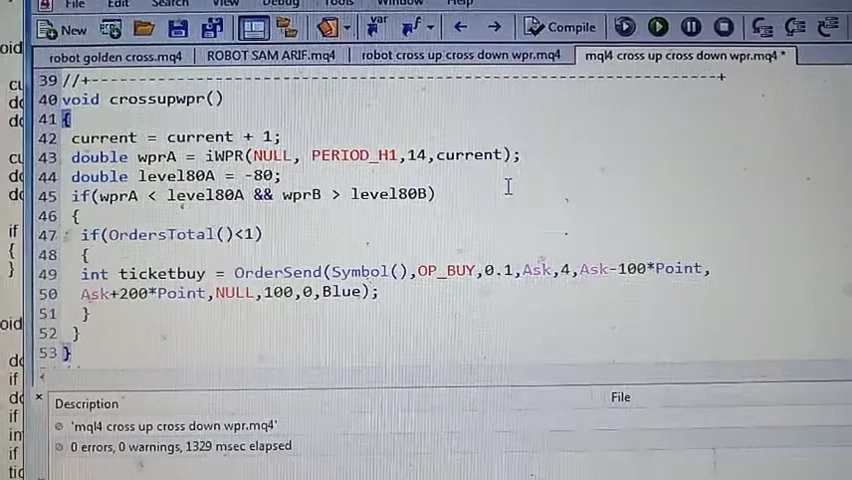 File
Search
View
Debug
Tools
Window
Help
New
Compile
robot golden cross.mq4
ROBOT SAM ARIF.mq4
robot cross up cross down wpr.mq4
mql4 cross up cross down wpr.mq4 *
39 //+------------------------------------------------------------------+
40 void crossupwpr()
41 {
42 current = current + 1;
43 double wprA = iWPR(NULL, PERIOD_H1,14,current);
44 double level80A = -80;
45 if(wprA < level80A && wprB > level80B)
46 {
47 if(OrdersTotal()<1)
48 {
49 int ticketbuy = OrderSend(Symbol(),OP_BUY,0.1,Ask,4,Ask-100*Point,
50 Ask+200*Point,NULL,100,0,Blue);
51 }
52 }
53 }
Description
File
'mql4 cross up cross down wpr.mq4'
0 errors, 0 warnings, 1329 msec elapsed